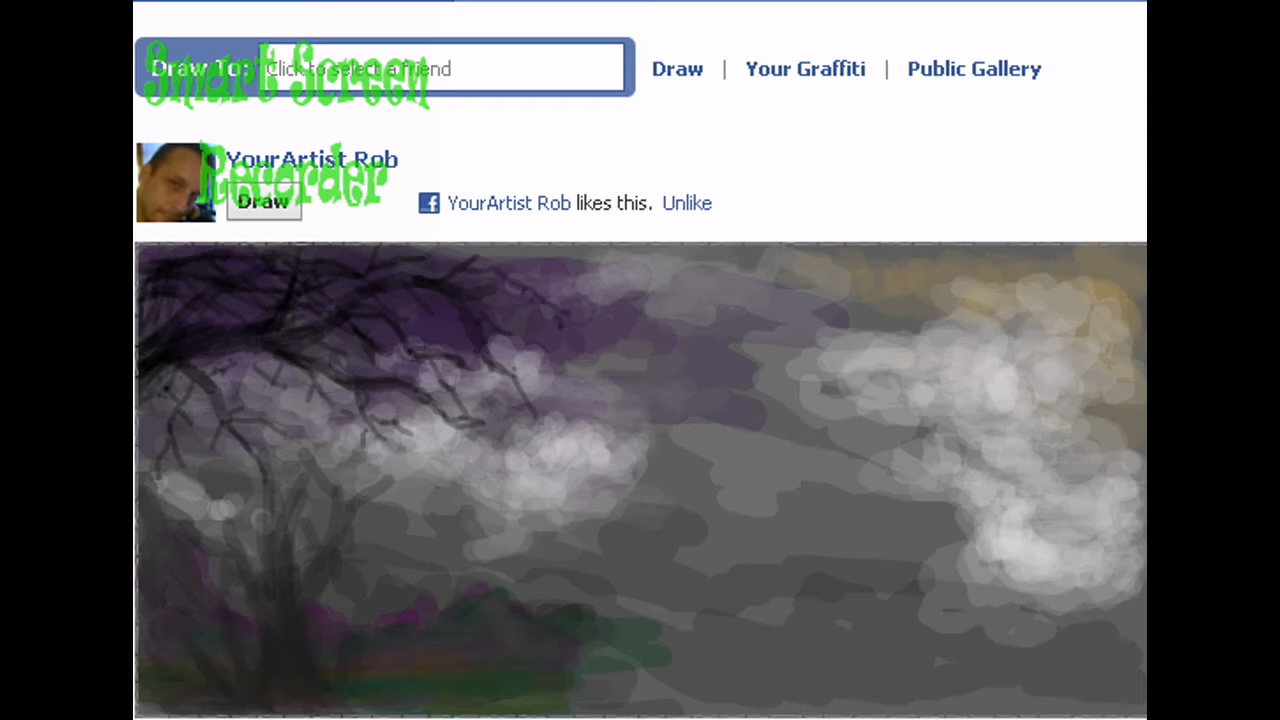 Draw To: Click to select a friend Draw | Your Graffiti | Public Gallery
Smart Screen
YourArtist Rob
Recorder
Draw YourArtist Rob likes this. Unlike